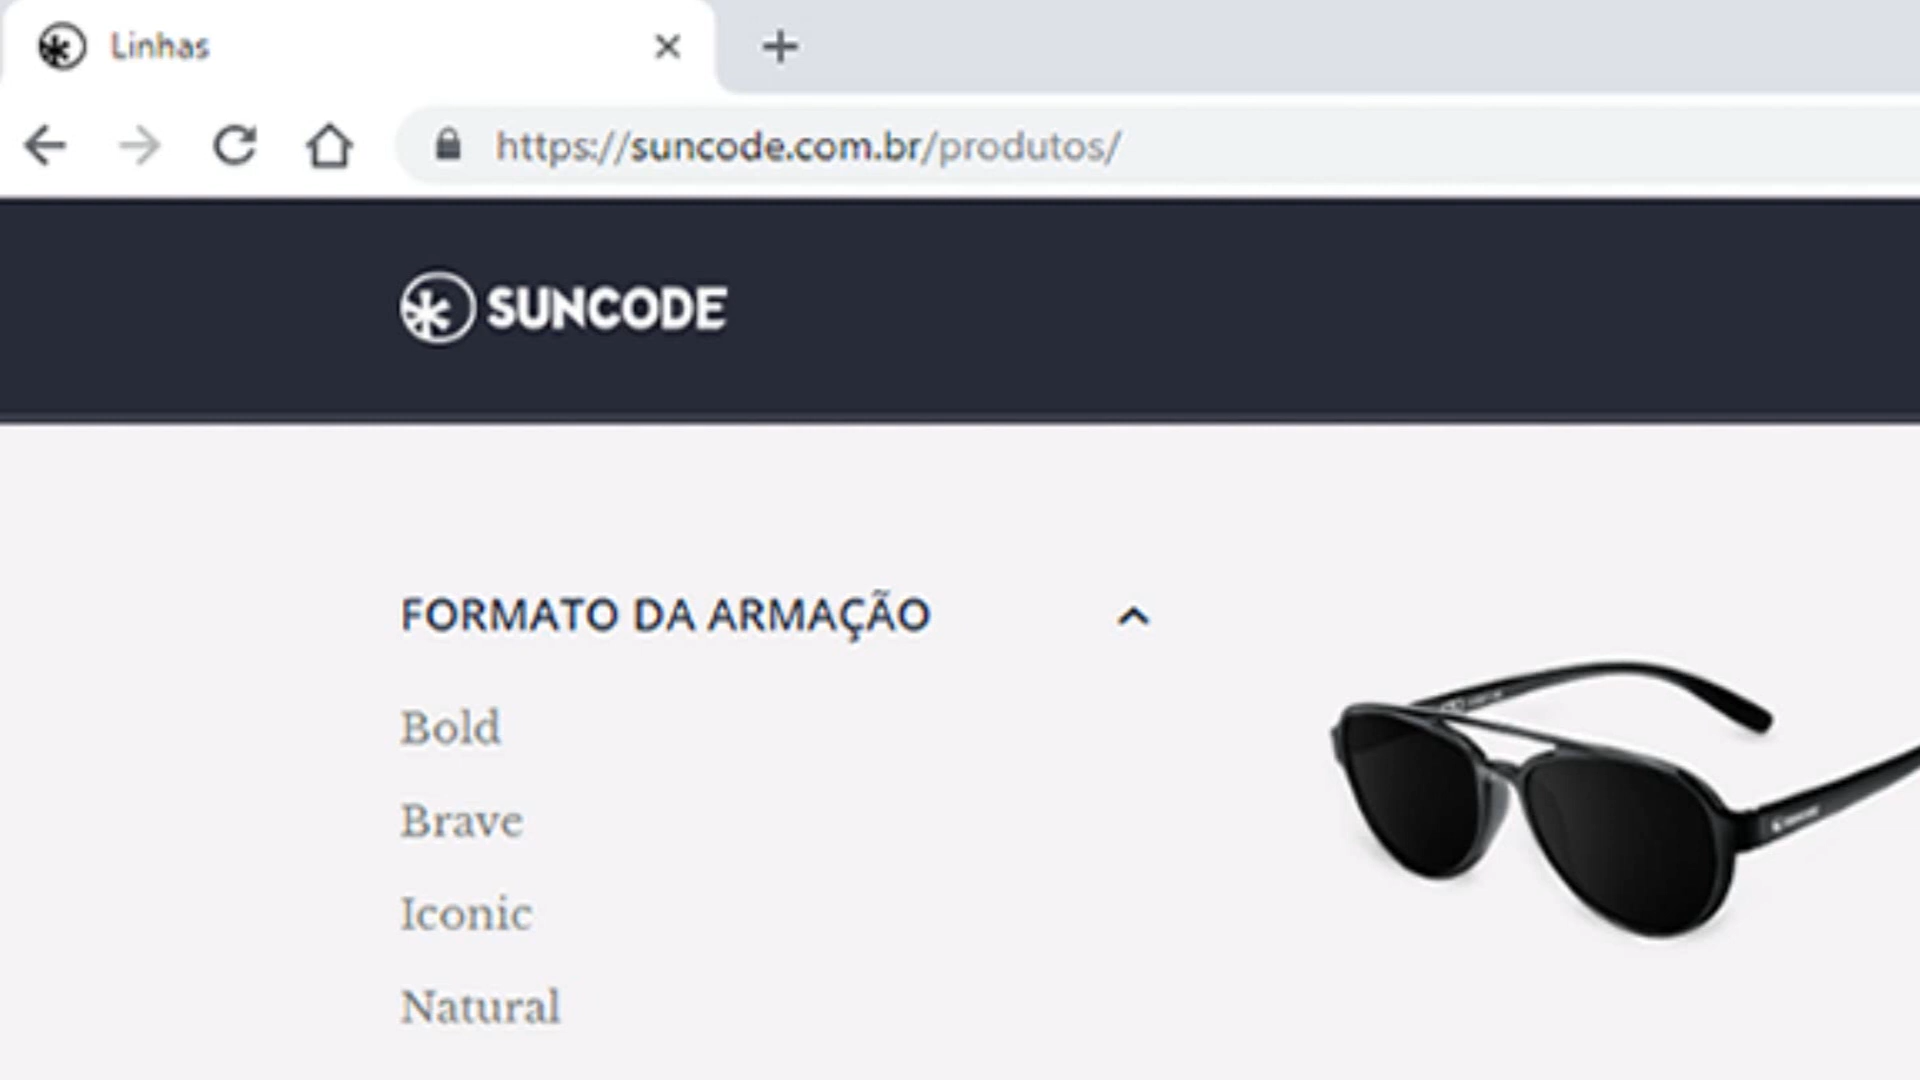 Linhas
https://suncode.com.br/produtos/
SUNCODE
FORMATO DA ARMAÇÃO
Bold
Brave
Iconic
Natural